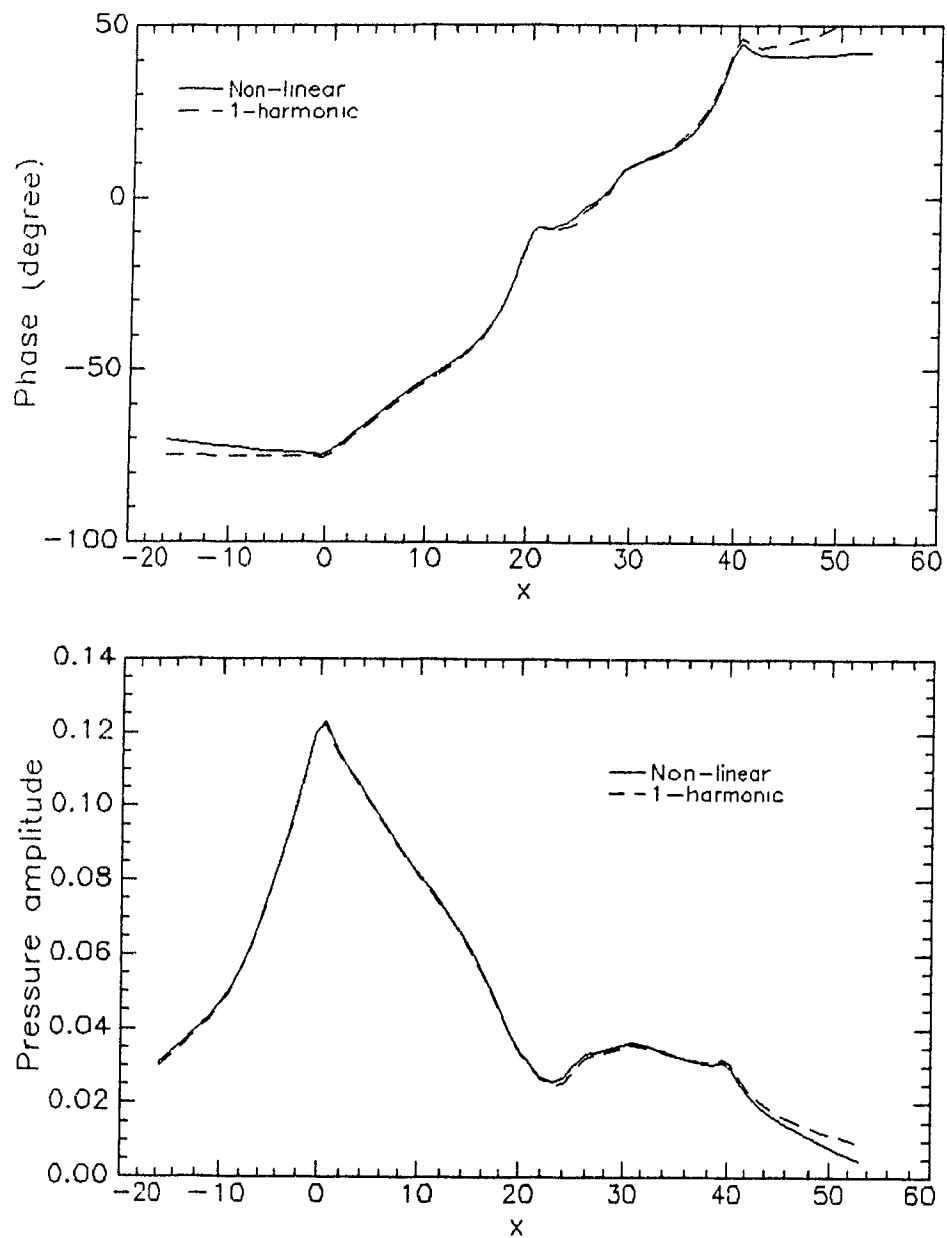 50
0
-50
-100
Phase (degree)
Non-linear
1-harmonic
-20 -10 0 10 20 30 40 50 60
x
0.14
0.12
0.10
0.08
0.06
0.04
0.02
0.00
Pressure amplitude
Non-linear
1-harmonic
-20 -10 0 10 20 30 40 50 60
x